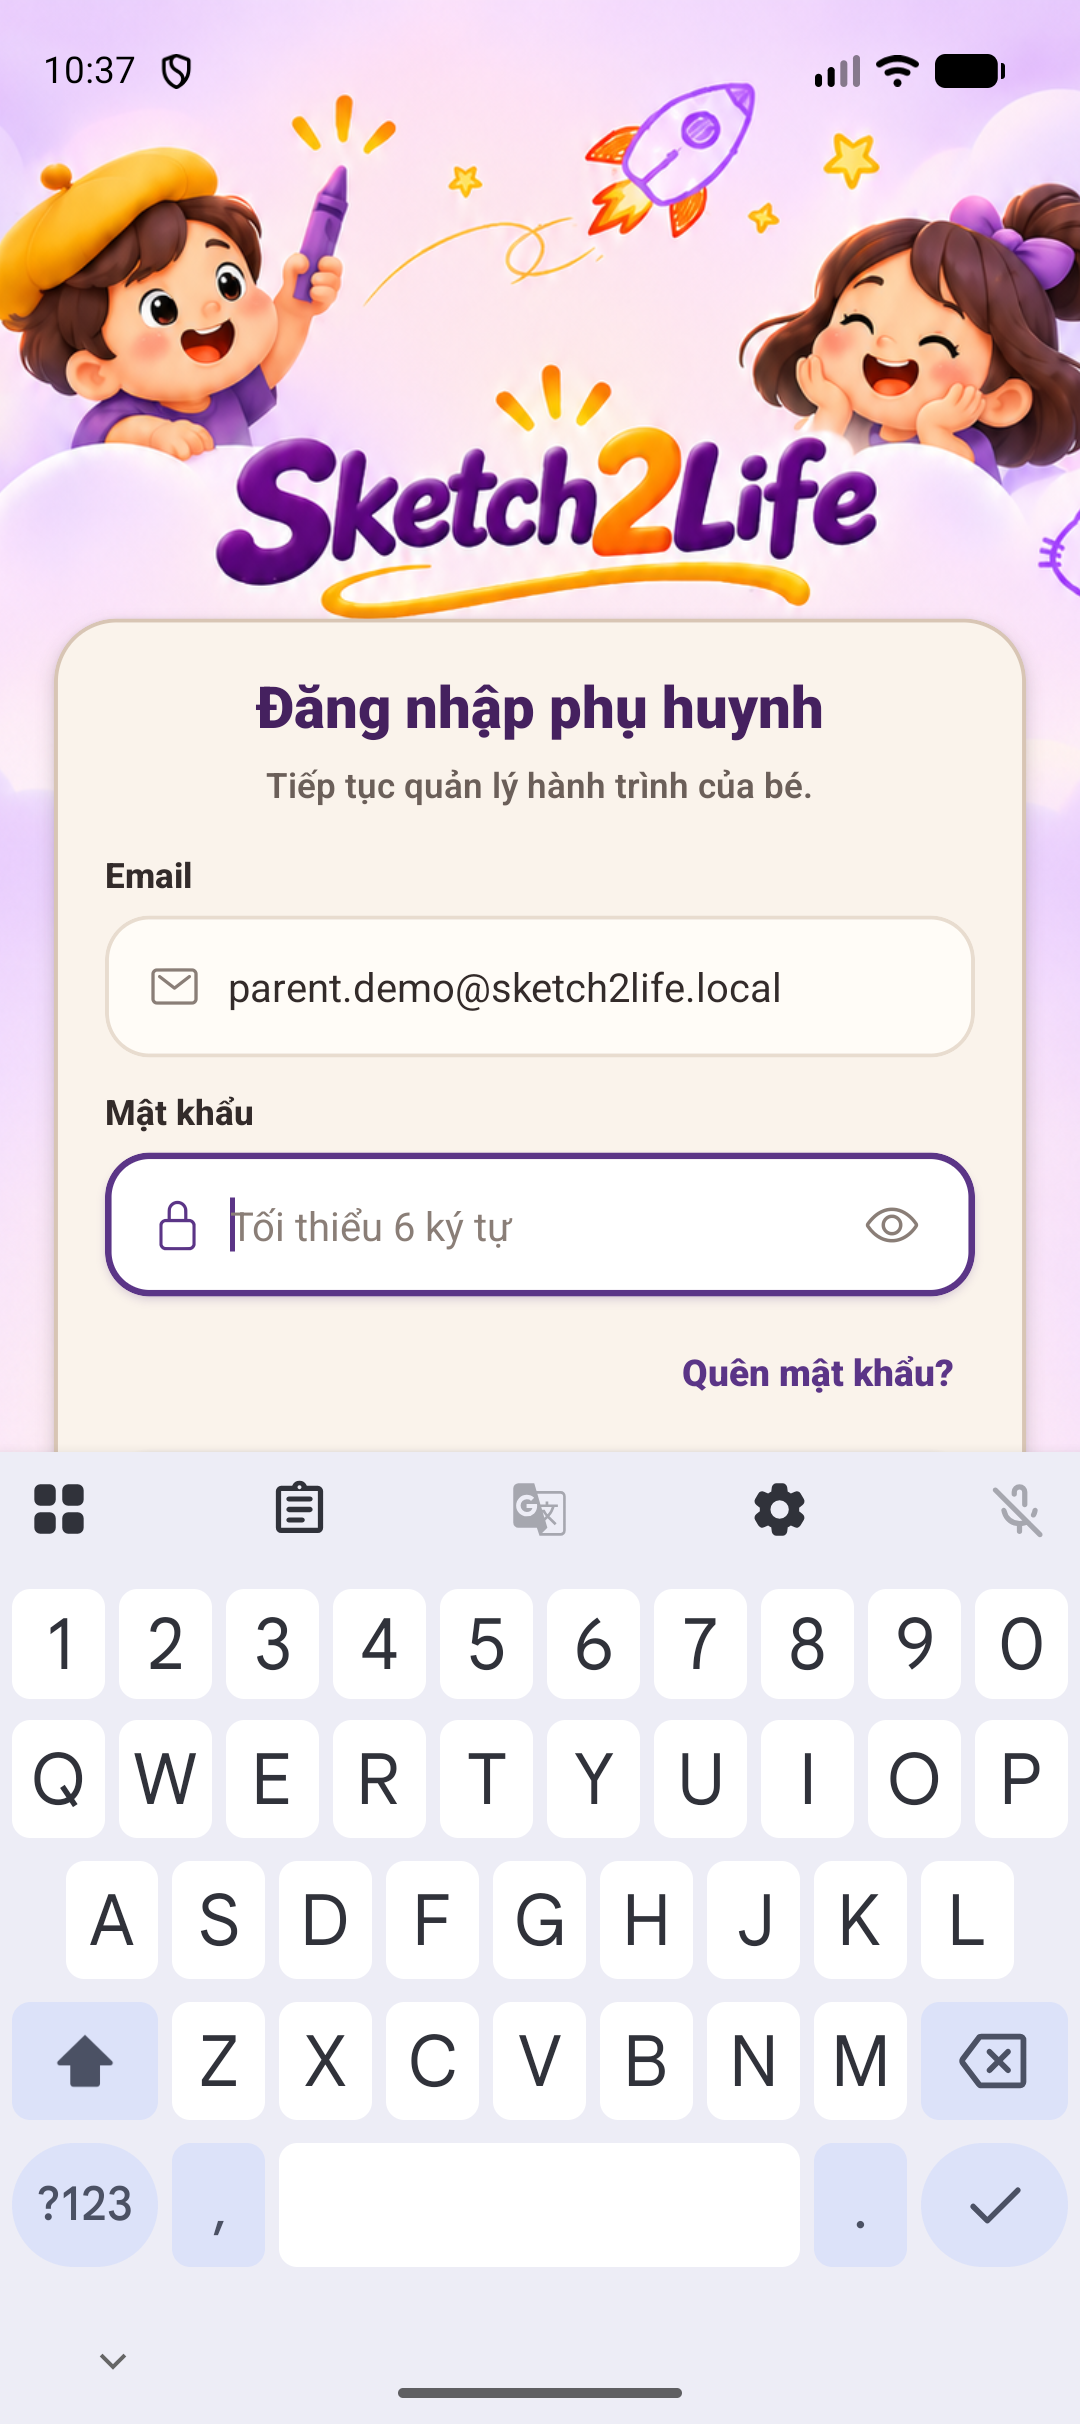 10:37
Sketch2Life
Đăng nhập phụ huynh
Tiếp tục quản lý hành trình của bé.
Email
parent.demo@sketch2life.local
Mật khẩu
Tối thiểu 6 ký tự
Quên mật khẩu?
1 2 3 4 5 6 7 8 9 0
Q W E R T Y U I O P
A S D F G H J K L
Z X C V B N M
?123 , .